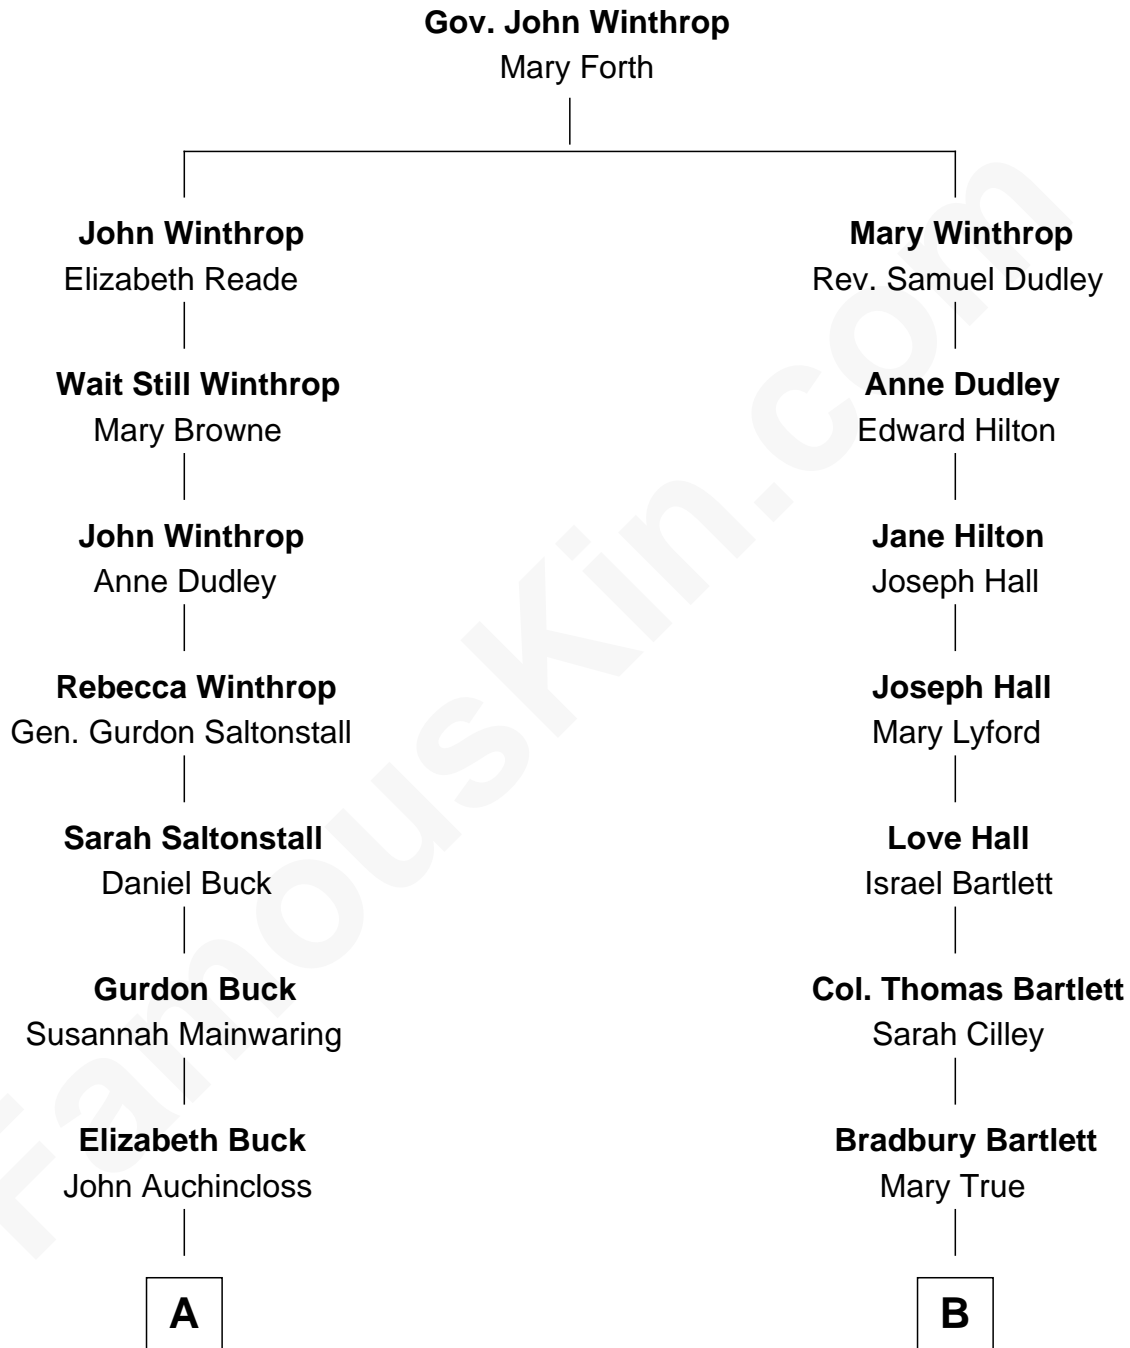 Gov. John Winthrop
Mary Forth
John Winthrop
Elizabeth Reade
Mary Winthrop
Rev. Samuel Dudley
Wait Still Winthrop
Mary Browne
Anne Dudley
Edward Hilton
John Winthrop
Anne Dudley
Jane Hilton
Joseph Hall
Rebecca Winthrop
Gen. Gurdon Saltonstall
Joseph Hall
Mary Lyford
Sarah Saltonstall
Daniel Buck
Love Hall
Israel Bartlett
Gurdon Buck
Susannah Mainwaring
Col. Thomas Bartlett
Sarah Cilley
Elizabeth Buck
John Auchincloss
Bradbury Bartlett
Mary True
A
B
FamousKin.com